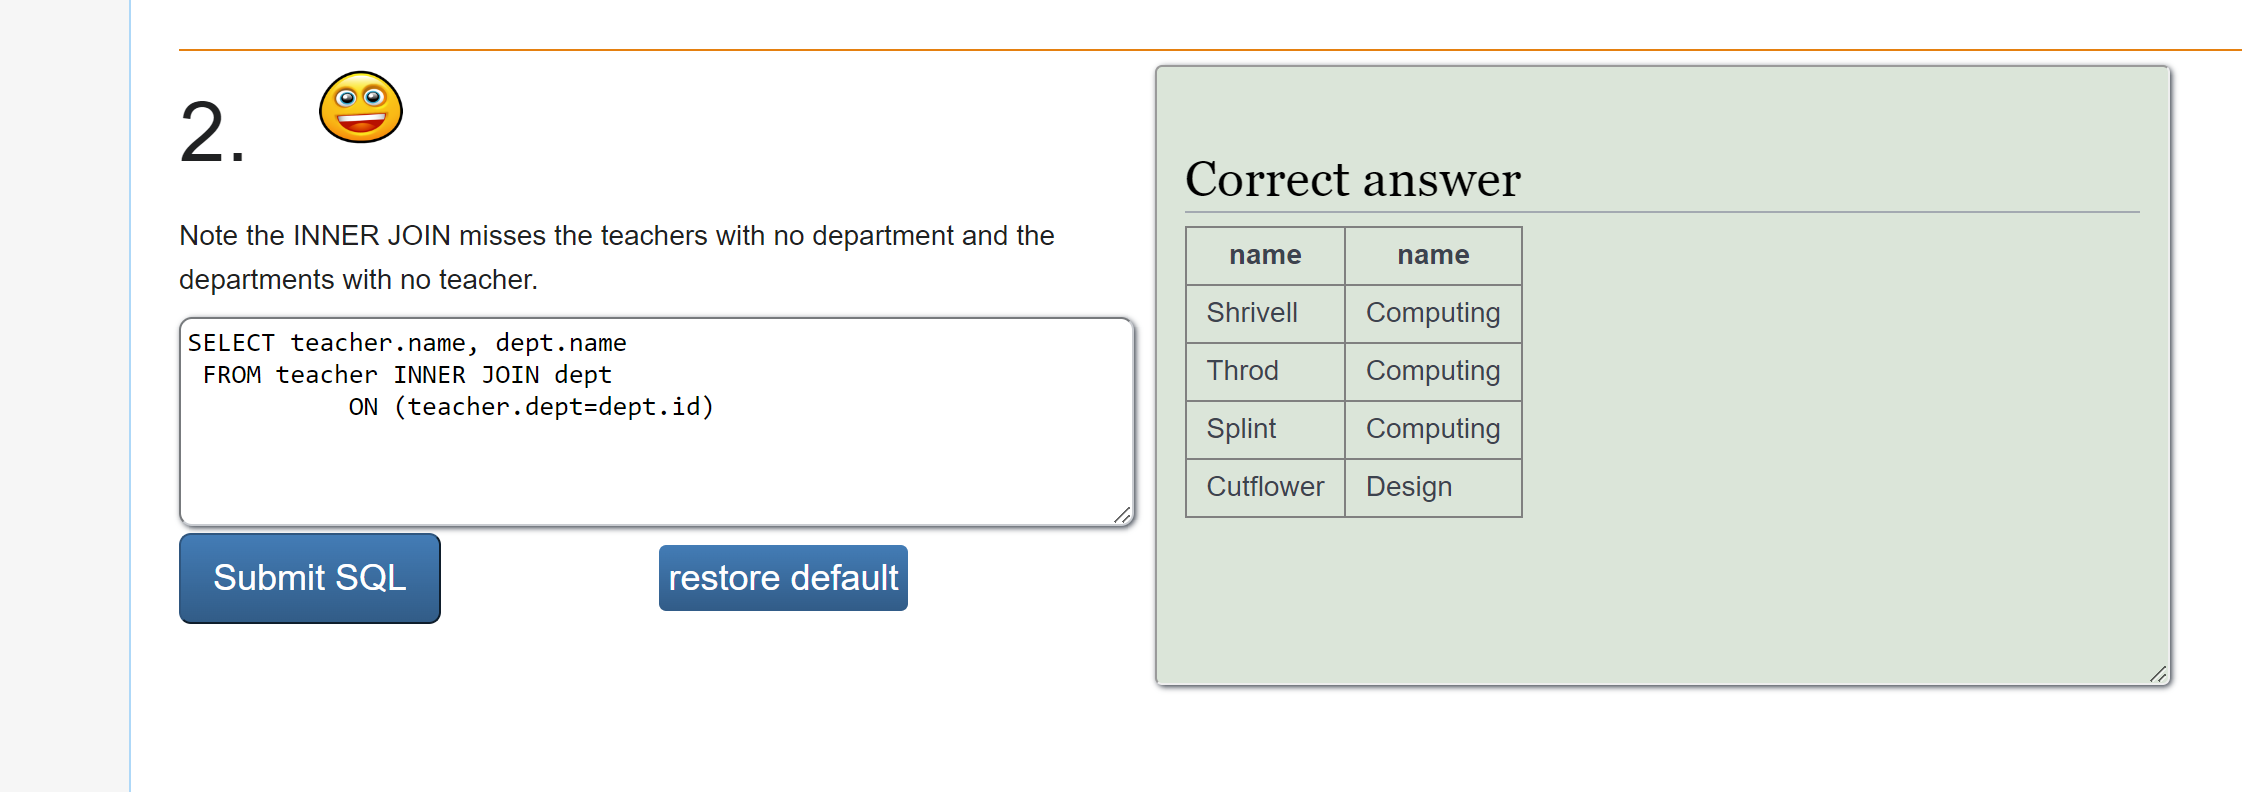 2.
Note the INNER JOIN misses the teachers with no department and the
departments with no teacher.
SELECT teacher.name, dept.name
FROM teacher INNER JOIN dept
ON (teacher.dept=dept.id)
Submit SQL
restore default
Correct answer
name name
Shrivell Computing
Throd Computing
Splint Computing
Cutflower Design